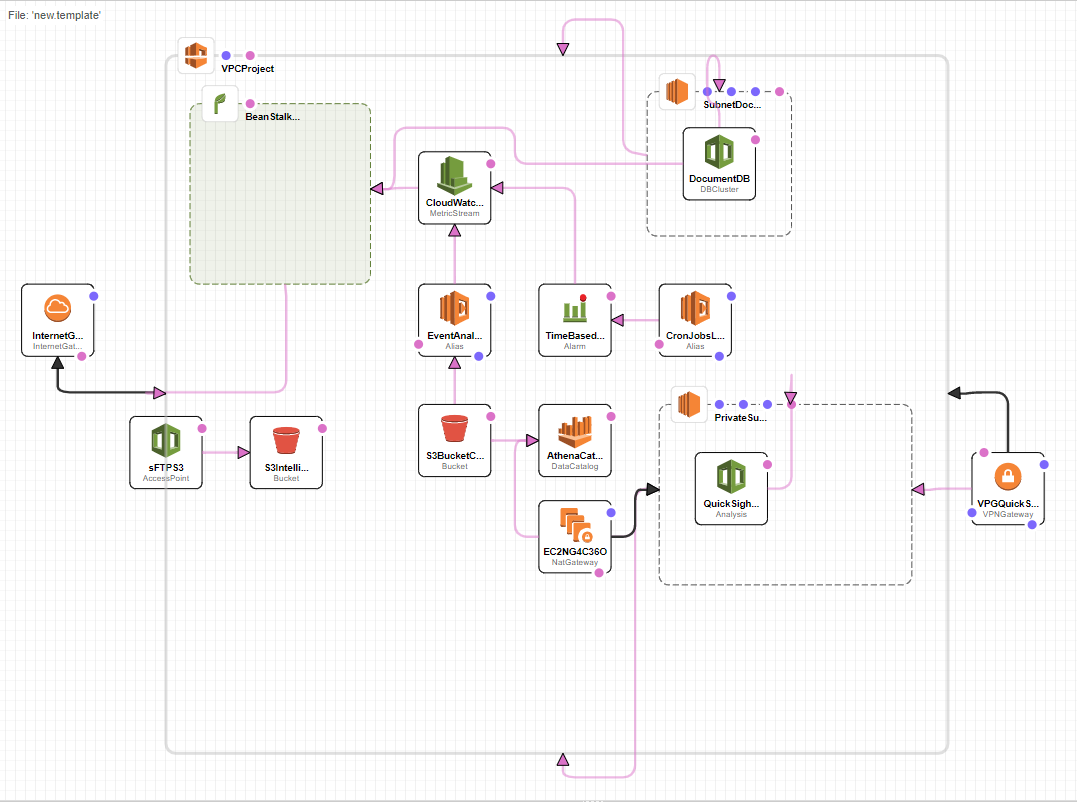 File: 'new.template'
VPCProject
BeanStalk...
SubnetDoc...
DocumentDB
DBCluster
CloudWatc...
MetricStream
InternetG...
InternetGat...
EventAnal...
Alias
TimeBased...
Alarm
CronJobsL...
Alias
PrivateSu...
sFTPS3
AccessPoint
S3Intelli...
Bucket
S3BucketC...
Bucket
AthenaCat...
DataCatalog
QuickSigh...
Analysis
VPGQuickS...
VPNGateway
EC2NG4C36O
NatGateway